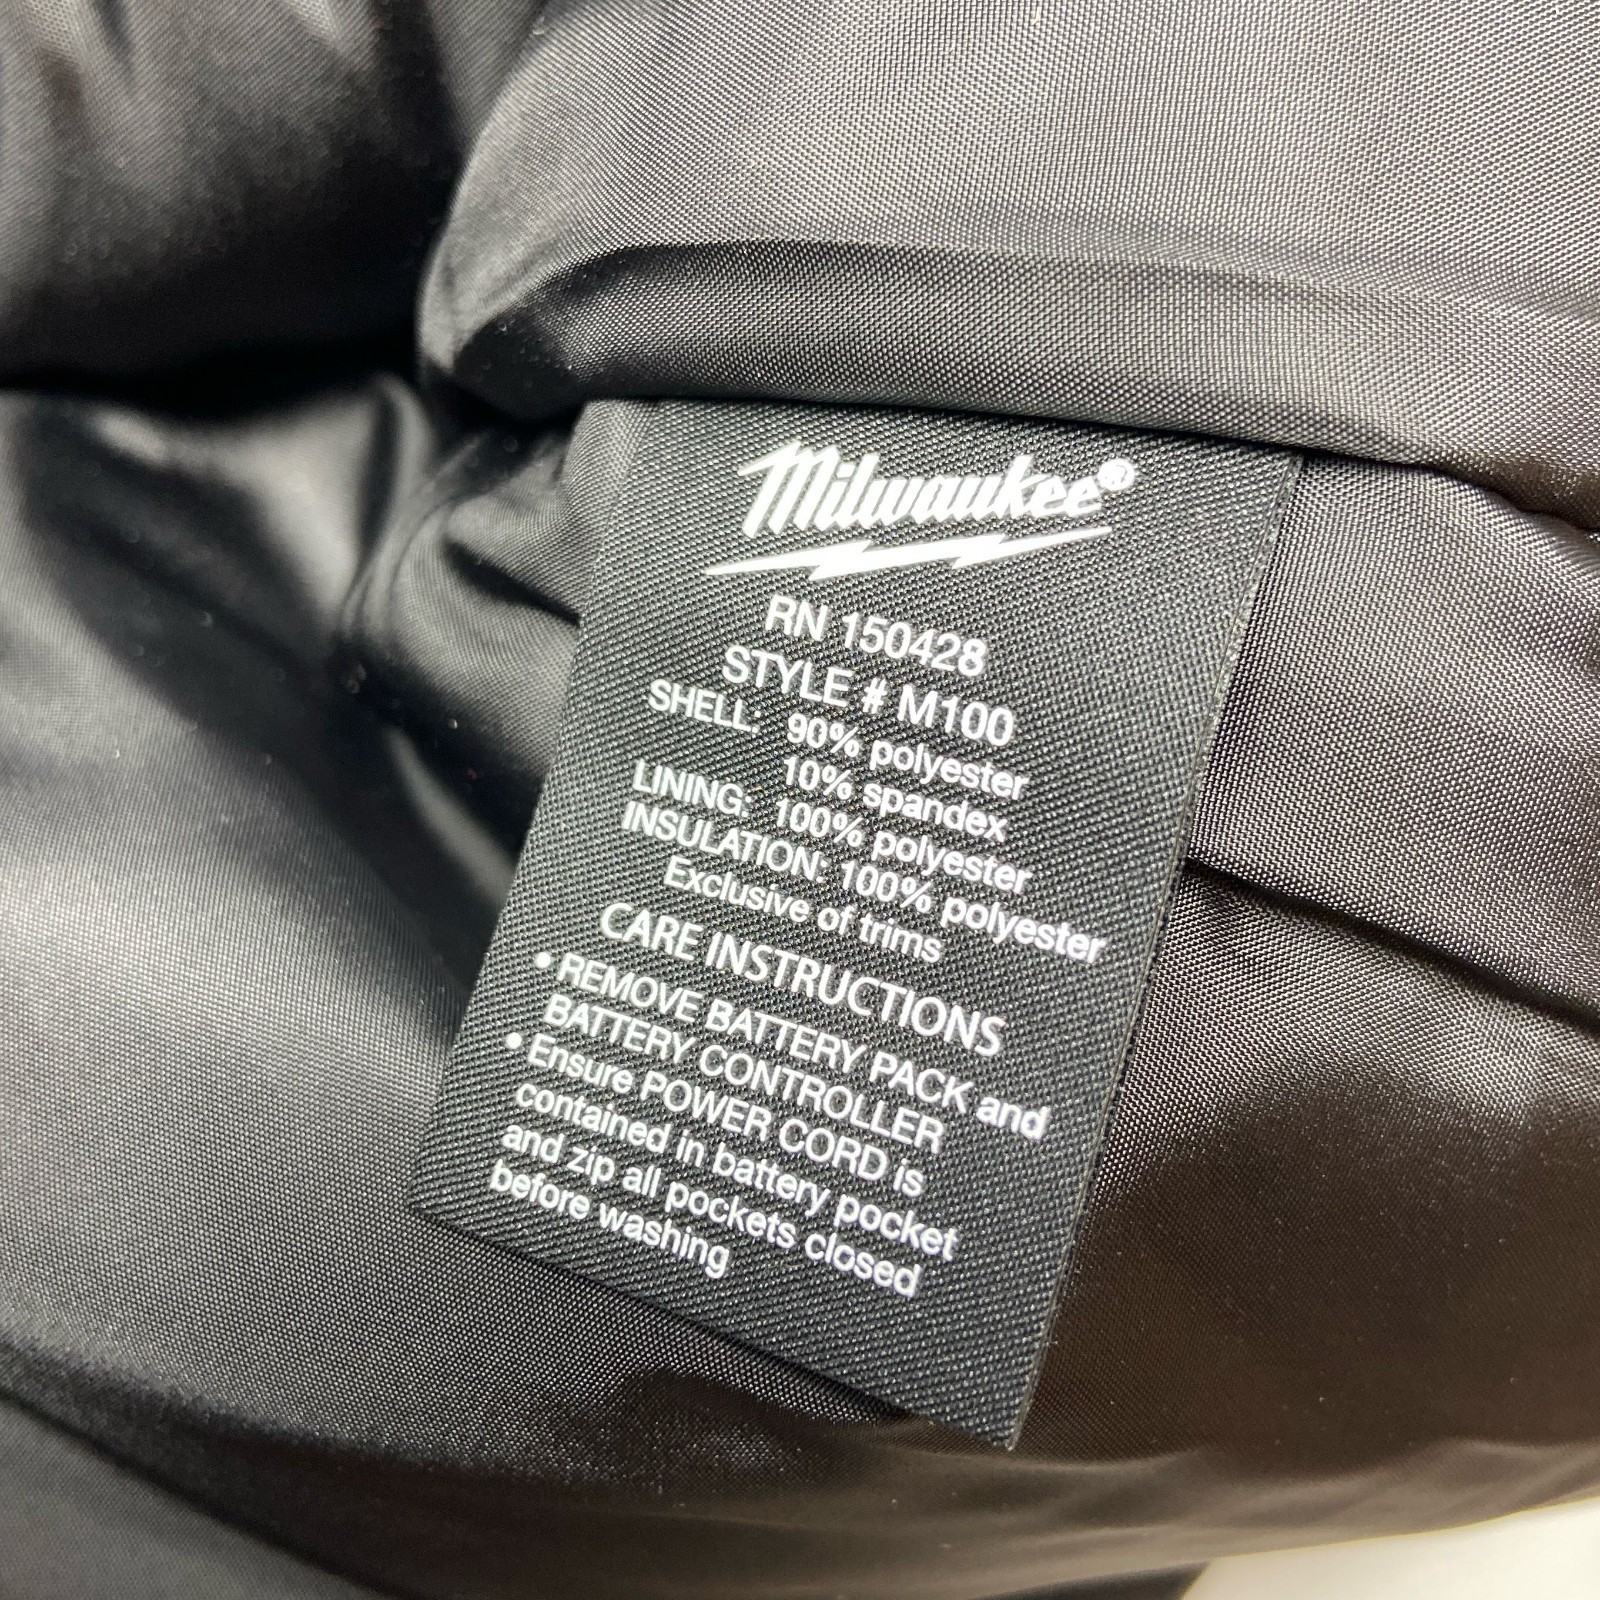 Milwaukee®
RN 150428
STYLE # M100
SHELL: 90% polyester
10% spandex
LINING: 100% polyester
INSULATION: 100% polyester
Exclusive of trims
CARE INSTRUCTIONS
• REMOVE BATTERY PACK and
BATTERY CONTROLLER
• Ensure POWER CORD is
contained in battery pocket
and zip all pockets closed
before washing